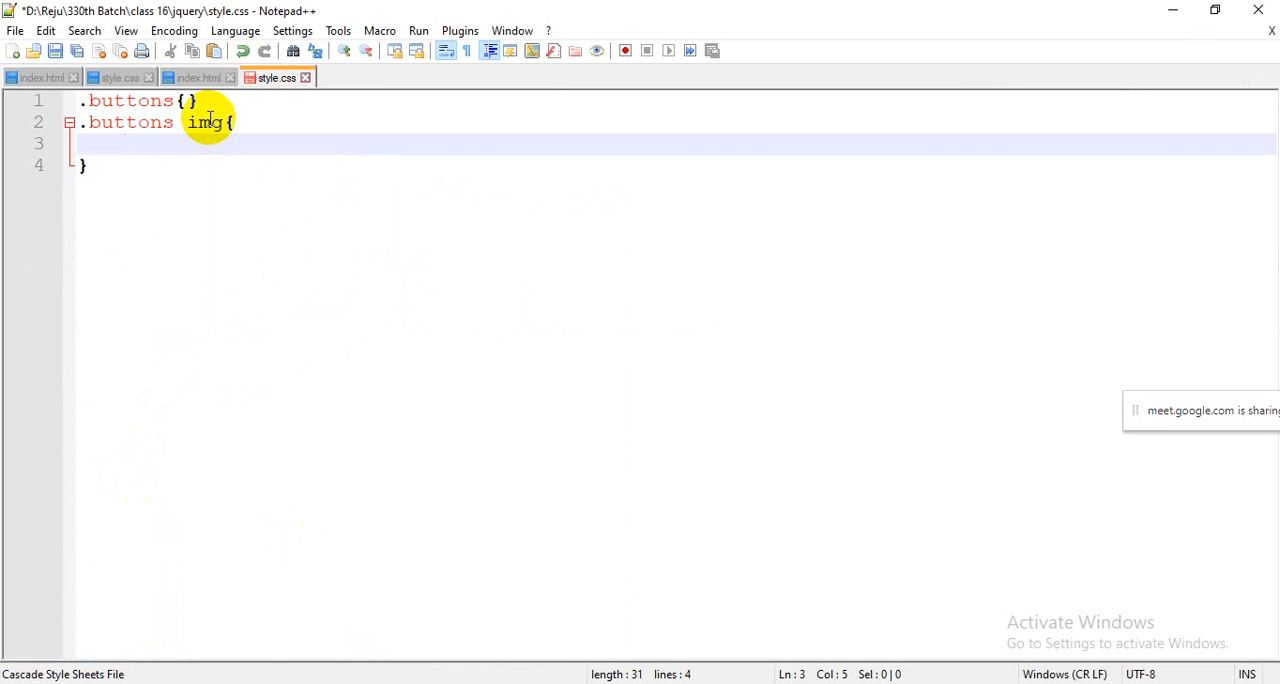 *D:\Reju\330th Batch\class 16\jquery\style.css - Notepad++
File Edit Search View Encoding Language Settings Tools Macro Run Plugins Window ? X
index.html style.css index.html style.css
1 .buttons{}
2 .buttons img{
3
4 }
meet.google.com is sharing
Activate Windows
Go to Settings to activate Windows.
Cascade Style Sheets File length : 31 lines : 4 Ln : 3 Col : 5 Sel : 0 | 0 Windows (CR LF) UTF-8 INS